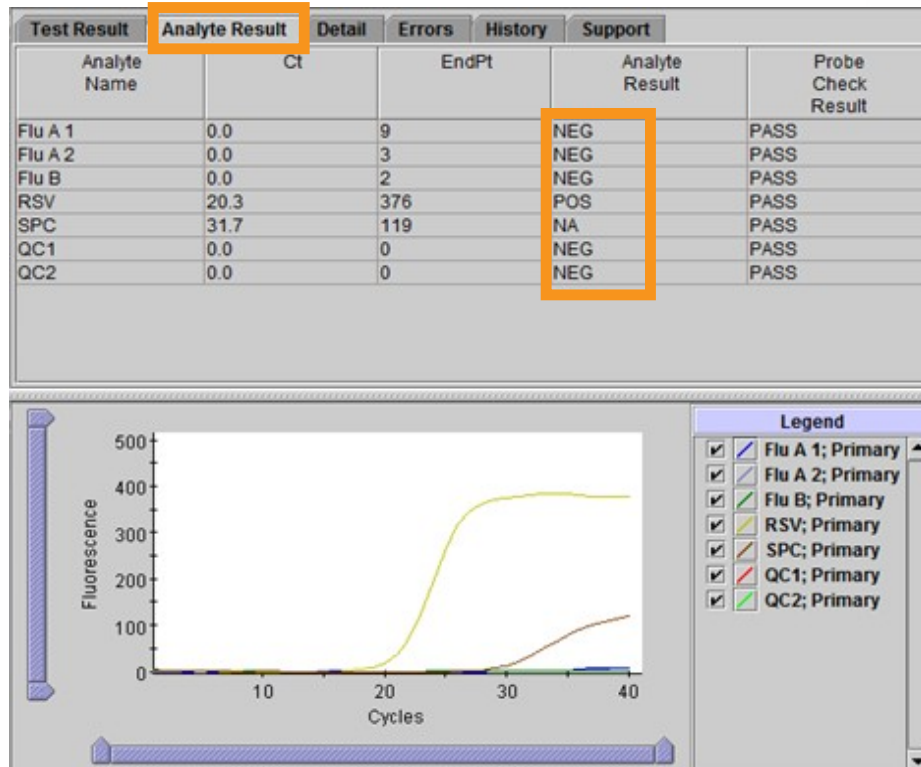 Test Result Analyte Result Detail Errors History Support
Analyte Name Ct EndPt Analyte Result Probe Check Result
Flu A 1 0.0 9 NEG PASS
Flu A 2 0.0 3 NEG PASS
Flu B 0.0 2 NEG PASS
RSV 20.3 376 POS PASS
SPC 31.7 119 NA PASS
QC1 0.0 0 NEG PASS
QC2 0.0 0 NEG PASS
500
400
300
200
100
0
Fluorescence
10 20 30 40
Cycles
Legend
Flu A 1; Primary
Flu A 2; Primary
Flu B; Primary
RSV; Primary
SPC; Primary
QC1; Primary
QC2; Primary